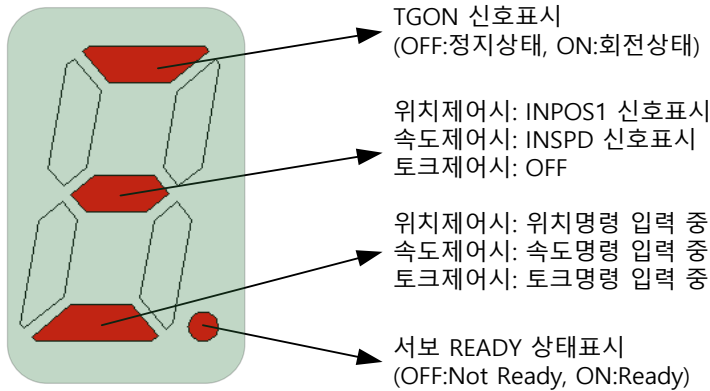 TGON 신호표시
(OFF:정지상태, ON:회전상태)
위치제어시: INPOS1 신호표시
속도제어시: INSPD 신호표시
토크제어시: OFF
위치제어시: 위치명령 입력 중
속도제어시: 속도명령 입력 중
토크제어시: 토크명령 입력 중
서보 READY 상태표시
(OFF:Not Ready, ON:Ready)